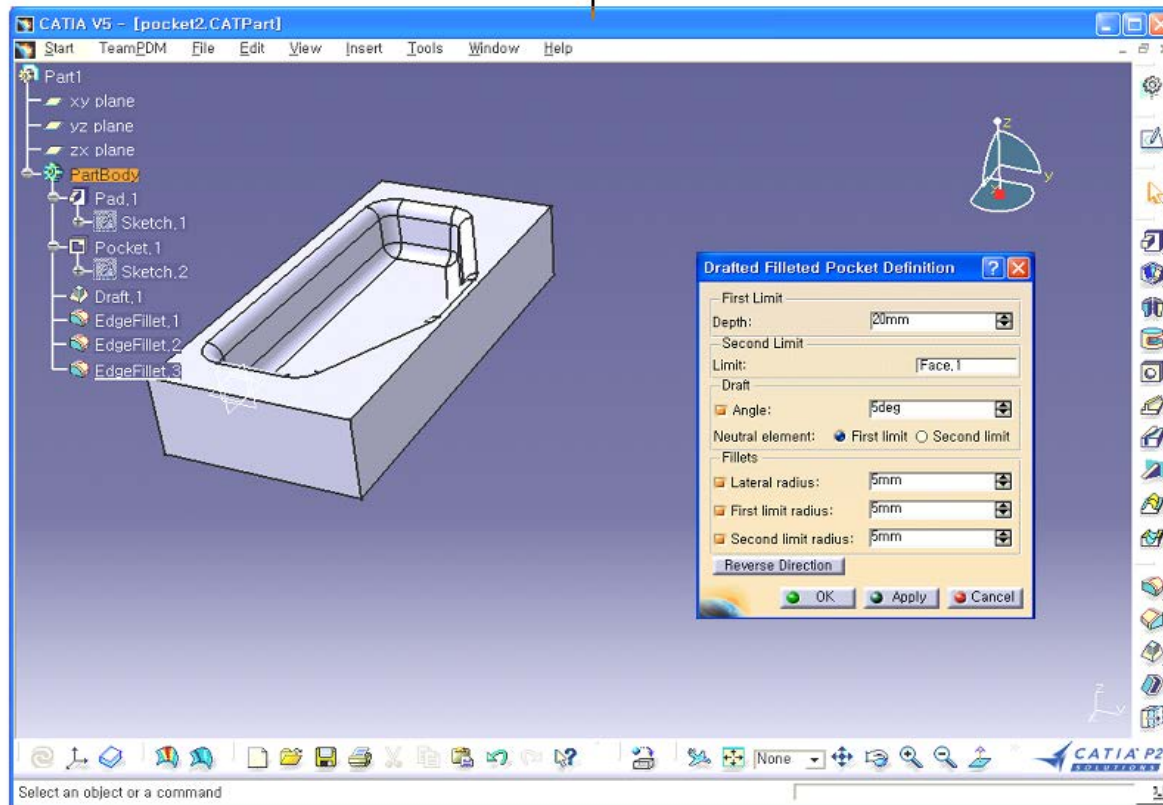 CATIA V5 - [pocket2.CATPart]
Start TeamPDM File Edit View Insert Tools Window Help
Part1
xy plane
yz plane
zx plane
PartBody
Pad.1
Sketch.1
Pocket.1
Sketch.2
Draft.1
EdgeFillet.1
EdgeFillet.2
EdgeFillet.3
z
y
Drafted Filleted Pocket Definition
First Limit
Depth: 20mm
Second Limit
Limit: Face.1
Draft
Angle: 5deg
Neutral element: First limit Second limit
Fillets
Lateral radius: 5mm
First limit radius: 5mm
Second limit radius: 5mm
Reverse Direction
OK Apply Cancel
z
y
None
CATIA P2
SOLUTIONS
Select an object or a command